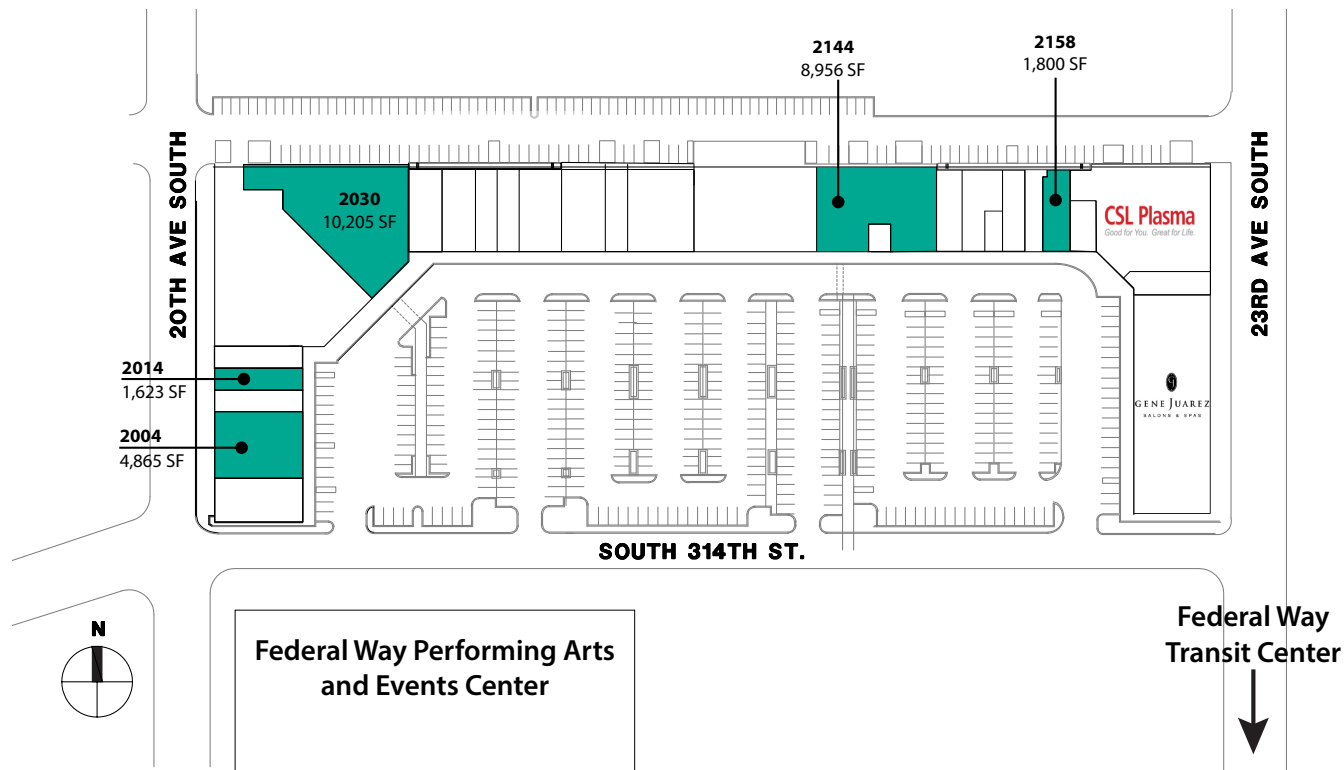 2144
8,956 SF
2158
1,800 SF
20TH AVE SOUTH
2030
10,205 SF
CSL Plasma
Good for You. Great for Life.
23RD AVE SOUTH
2014
1,623 SF
GENE JUAREZ
SALONS & SPAS
2004
4,865 SF
SOUTH 314TH ST.
N
Federal Way Performing Arts
and Events Center
Federal Way
Transit Center